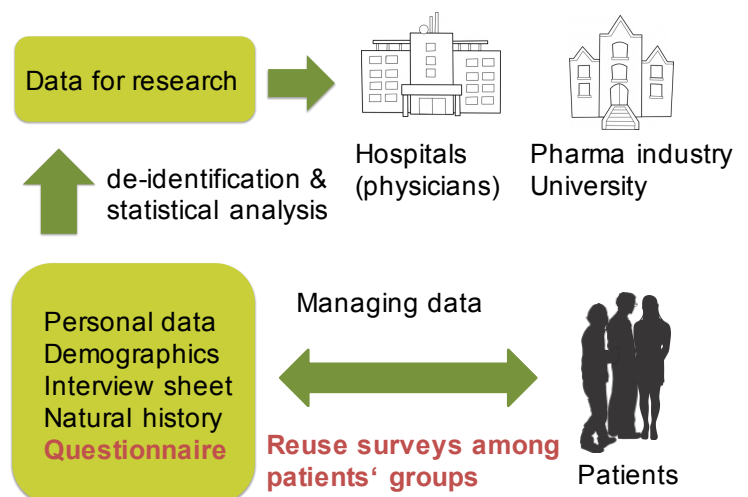 Data for research
Hospitals
(physicians)
Pharma industry
University
de-identification &
statistical analysis
Personal data
Demographics
Interview sheet
Natural history
Questionnaire
Managing data
Reuse surveys among
patients‘ groups
Patients